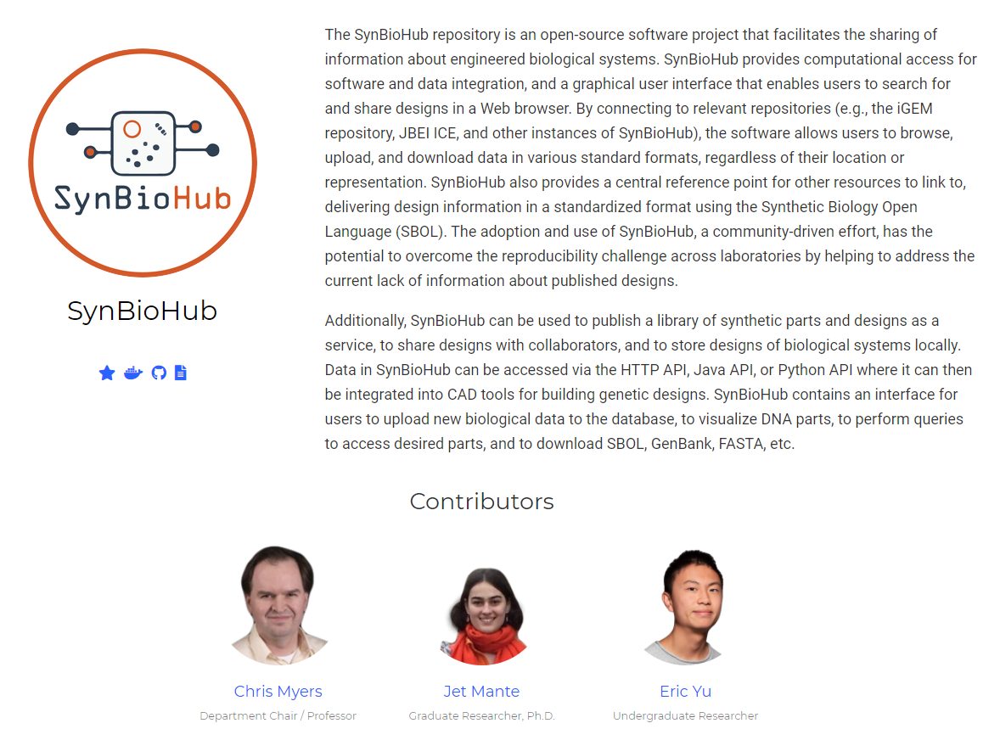 The SynBioHub repository is an open-source software project that facilitates the sharing of
information about engineered biological systems. SynBioHub provides computational access for
software and data integration, and a graphical user interface that enables users to search for
and share designs in a Web browser. By connecting to relevant repositories (e.g., the iGEM
repository, JBEI ICE, and other instances of SynBioHub), the software allows users to browse,
upload, and download data in various standard formats, regardless of their location or
representation. SynBioHub also provides a central reference point for other resources to link to,
delivering design information in a standardized format using the Synthetic Biology Open
Language (SBOL). The adoption and use of SynBioHub, a community-driven effort, has the
potential to overcome the reproducibility challenge across laboratories by helping to address the
current lack of information about published designs.
SynBioHub
SynBioHub
Additionally, SynBioHub can be used to publish a library of synthetic parts and designs as a
service, to share designs with collaborators, and to store designs of biological systems locally.
Data in SynBioHub can be accessed via the HTTP API, Java API, or Python API where it can then
be integrated into CAD tools for building genetic designs. SynBioHub contains an interface for
users to upload new biological data to the database, to visualize DNA parts, to perform queries
to access desired parts, and to download SBOL, GenBank, FASTA, etc.
Contributors
Chris Myers
Department Chair / Professor
Jet Mante
Graduate Researcher, Ph.D.
Eric Yu
Undergraduate Researcher